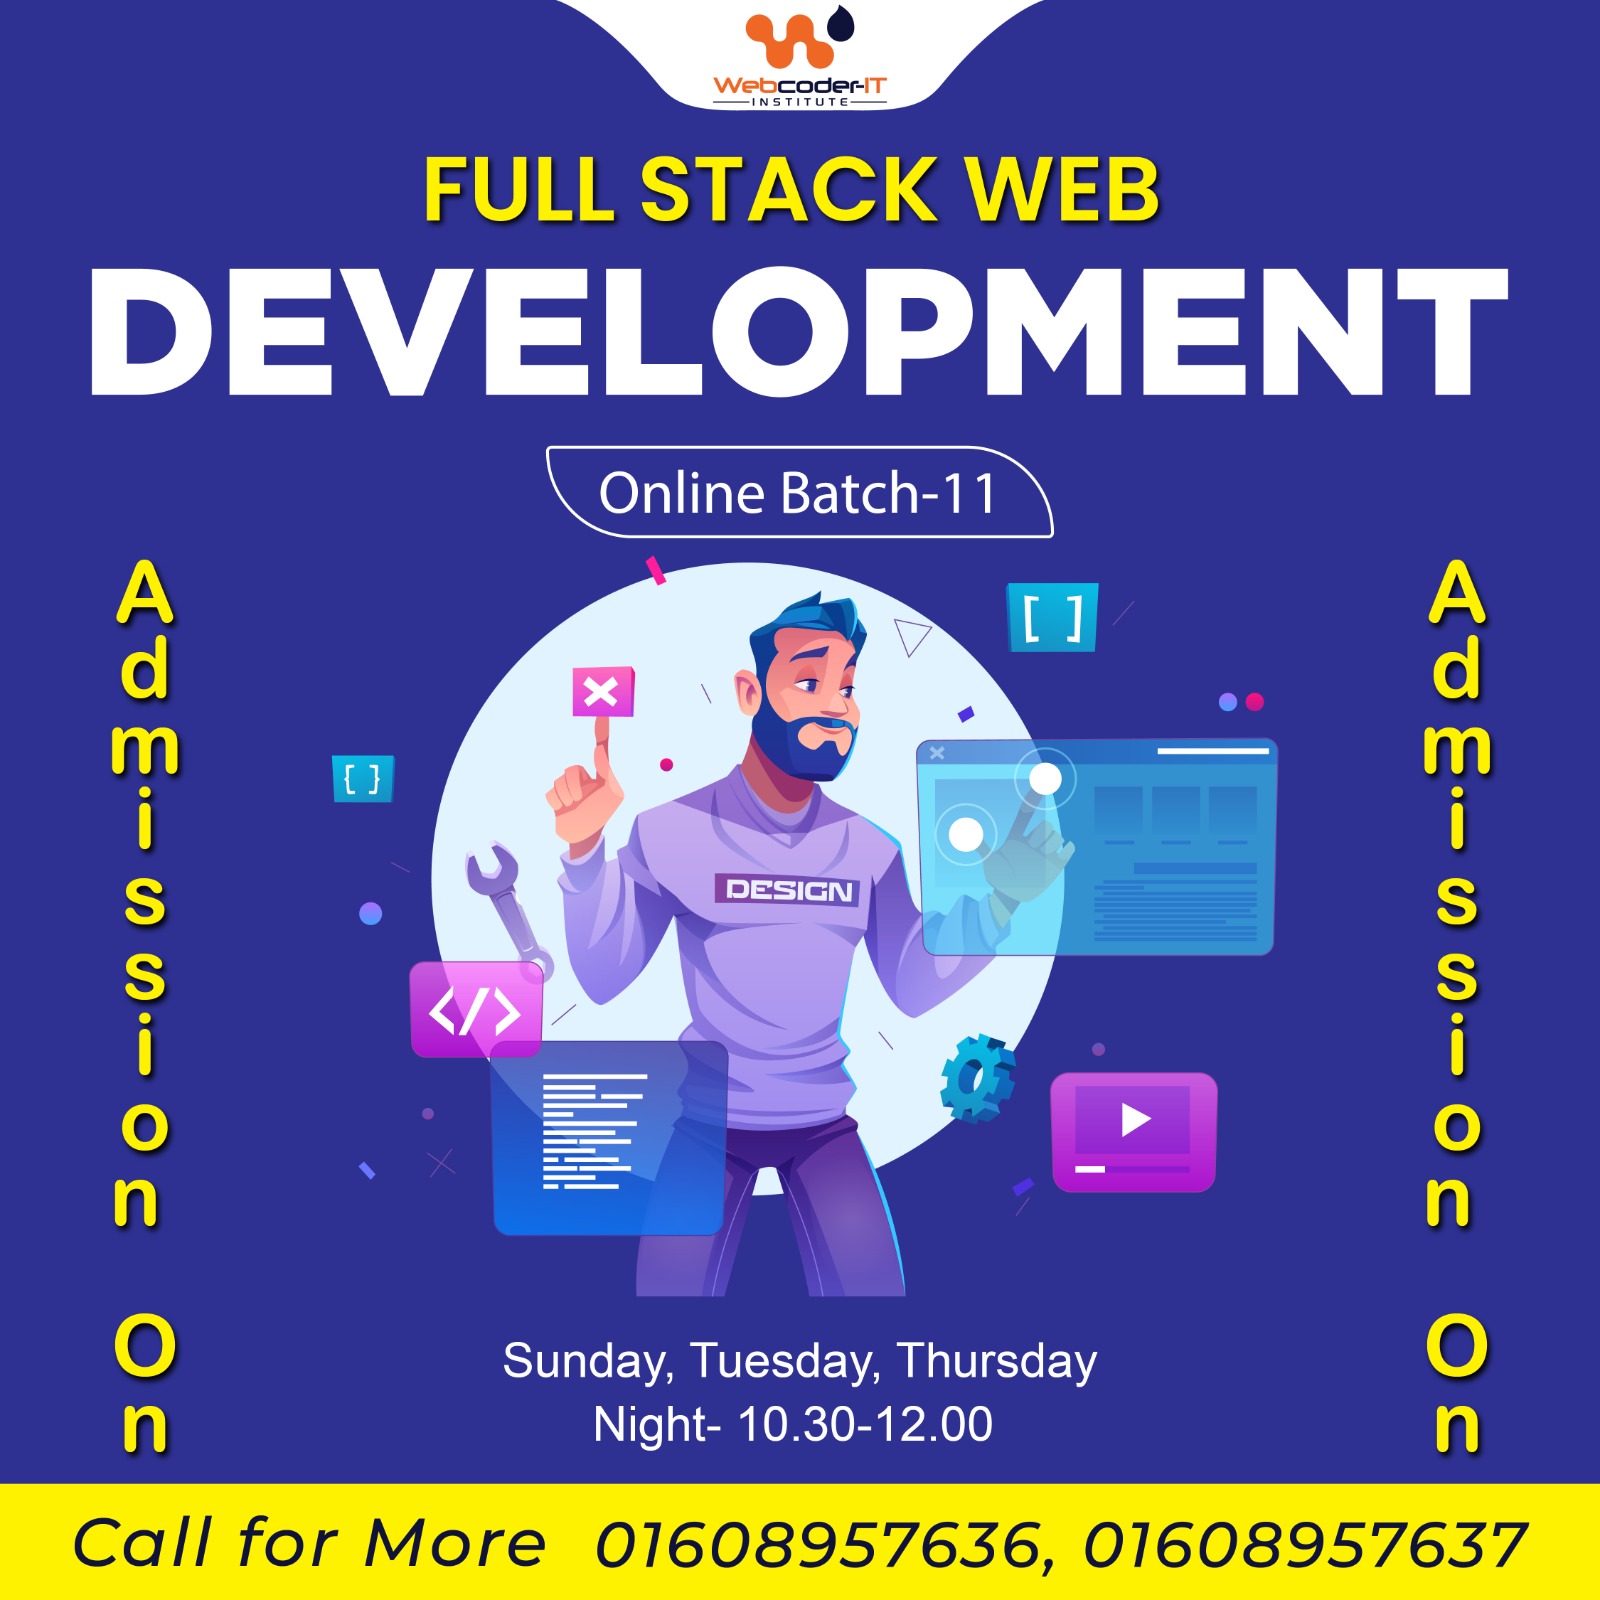 Webcoder-IT
INSTITUTE
FULL STACK WEB
DEVELOPMENT
Online Batch-11
Admission On
Admission On
[ ]
{ }
DESIGN
</>
Sunday, Tuesday, Thursday
Night- 10.30-12.00
Call for More 01608957636, 01608957637